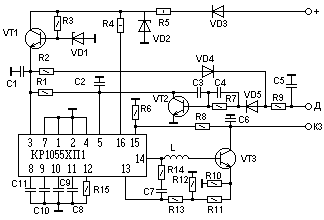 R3
VT1
VD1
R4
VD2
R5
VD3
+
R2
VD4
C1
R1
C2
C3
C4
C5
VT2
R7
VD5
R9
Д
R6
R8
C6
КЗ
3 7 1 2 4 5 16 15
КР1055ХП1
14
8 9 10 11 12 13
L
VT3
C11
C9
R15
R14
R12
R10
C7
C10
C8
R13
R11